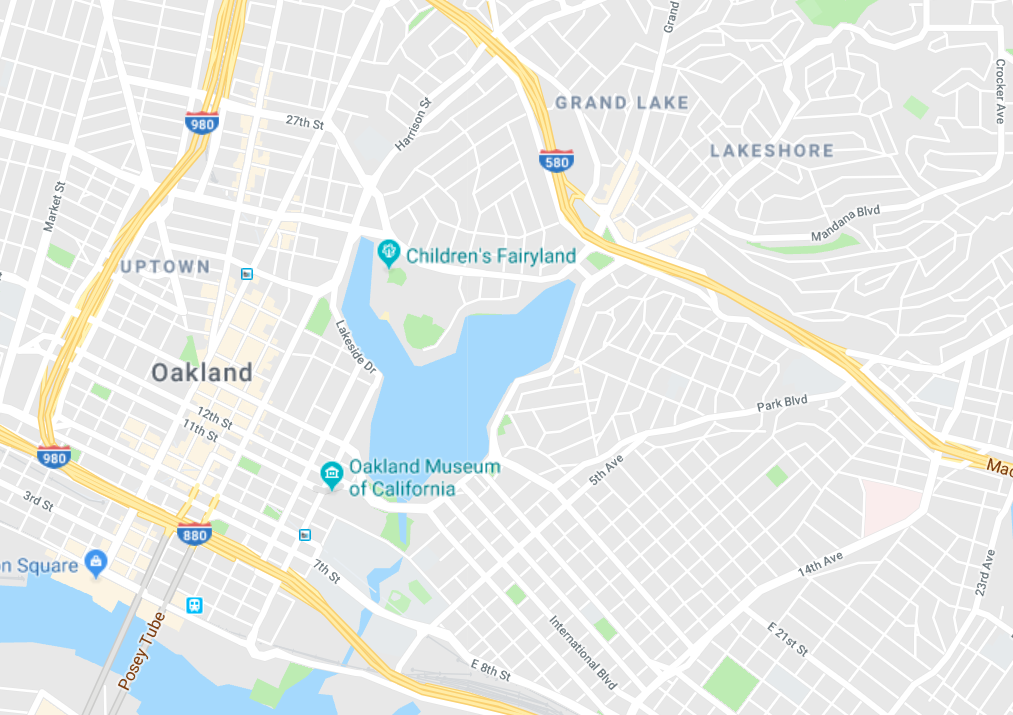 Grand
GRAND LAKE
Crocker Ave
980
27th St
Harrison St
580
LAKESHORE
Market St
Mandana Blvd
UPTOWN
Children's Fairyland
Lakeside Dr
Oakland
Park Blvd
12th St
11th St
980
5th Ave
Oakland Museum
of California
Mac
3rd St
880
on Square
7th St
14th Ave
23rd Ave
Posey Tube
International Blvd
E 21st St
E 8th St